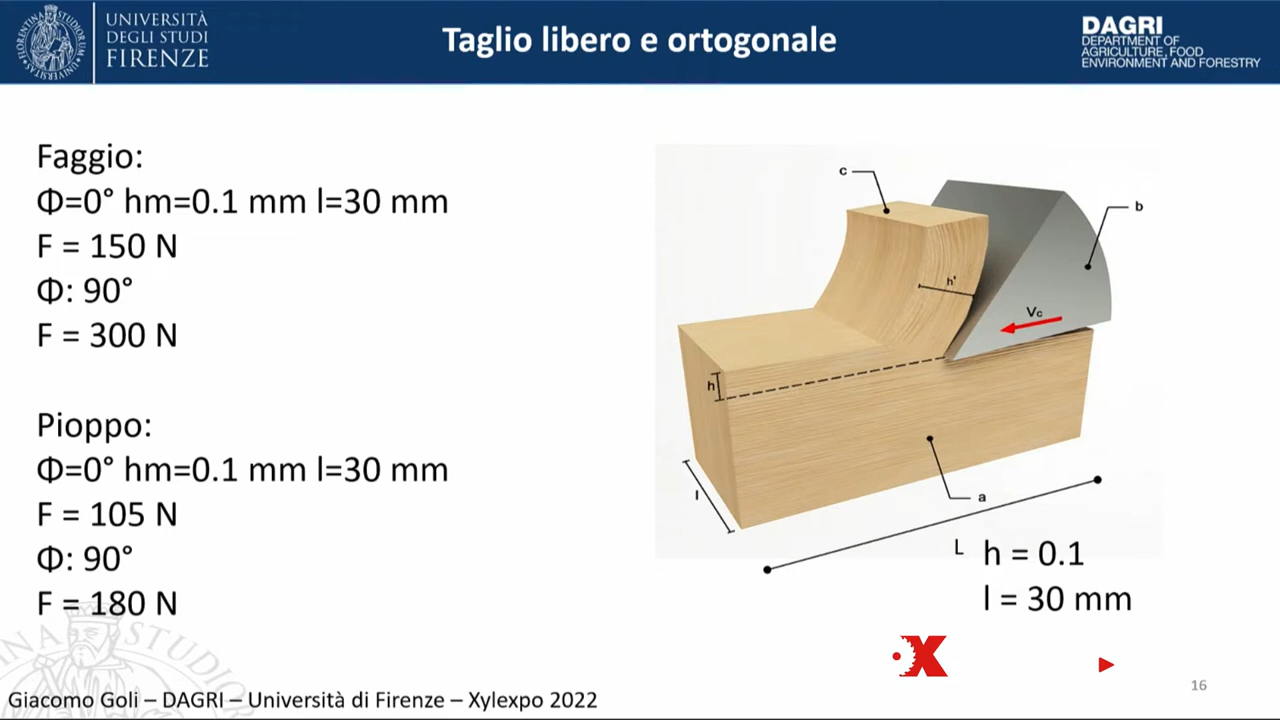 UNIVERSITÀ
DEGLI STUDI
FIRENZE
Taglio libero e ortogonale
DAGRI
DEPARTMENT OF
AGRICULTURE, FOOD
ENVIRONMENT AND FORESTRY
Faggio:
Φ=0° hm=0.1 mm l=30 mm
F = 150 N
Φ: 90°
F = 300 N
Pioppo:
Φ=0° hm=0.1 mm l=30 mm
F = 105 N
Φ: 90°
F = 180 N
c
b
h'
Vc
h
l
a
L
h = 0.1
l = 30 mm
X
16
Giacomo Goli – DAGRI – Università di Firenze – Xylexpo 2022